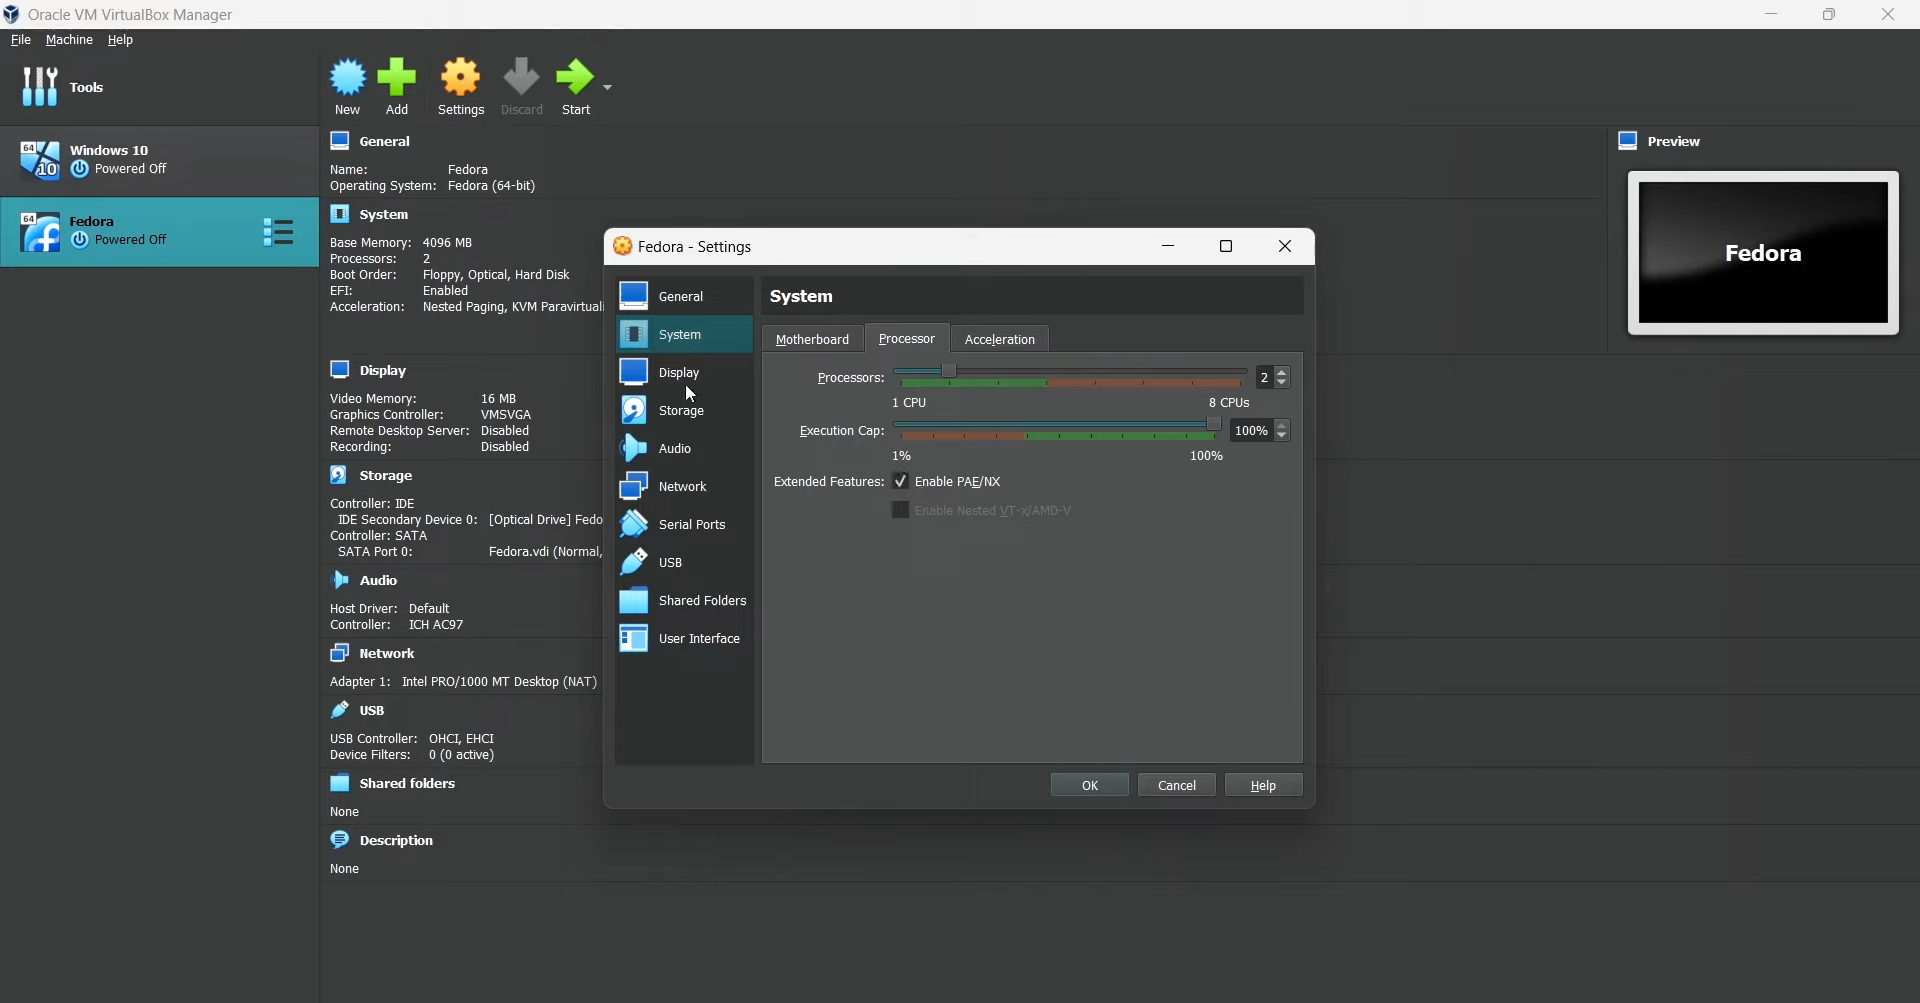 Oracle VM VirtualBox Manager
File Machine Help
Tools
New Add Settings Discard Start
64 10 Windows 10
Powered Off
64 Fedora
Powered Off
General
Name: Fedora
Operating System: Fedora (64-bit)
System
Base Memory: 4096 MB
Processors: 2
Boot Order: Floppy, Optical, Hard Disk
EFI: Enabled
Acceleration: Nested Paging, KVM Paravirtuali
Display
Video Memory: 16 MB
Graphics Controller: VMSVGA
Remote Desktop Server: Disabled
Recording: Disabled
Storage
Controller: IDE
IDE Secondary Device 0: [Optical Drive] Fedo
Controller: SATA
SATA Port 0: Fedora.vdi (Normal,
Audio
Host Driver: Default
Controller: ICH AC97
Network
Adapter 1: Intel PRO/1000 MT Desktop (NAT)
USB
USB Controller: OHCI, EHCI
Device Filters: 0 (0 active)
Shared folders
None
Description
None
Preview
Fedora
Fedora - Settings
General
System
Display
Storage
Audio
Network
Serial Ports
USB
Shared Folders
User Interface
System
Motherboard Processor Acceleration
Processors: 2
1 CPU 8 CPUs
Execution Cap: 100%
1% 100%
Extended Features: Enable PAE/NX
Enable Nested VT-x/AMD-V
OK Cancel Help